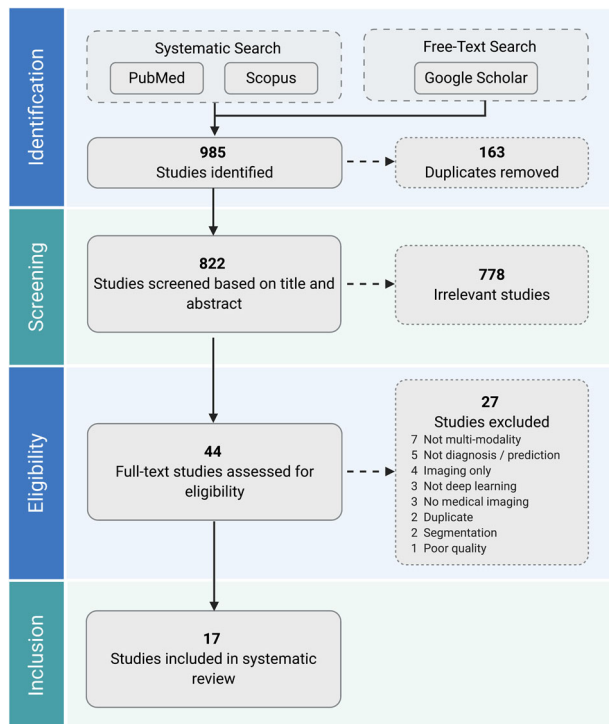 Identification
Systematic Search
PubMed
Scopus
Free-Text Search
Google Scholar
985
Studies identified
163
Duplicates removed
Screening
822
Studies screened based on title and
abstract
778
Irrelevant studies
Eligibility
44
Full-text studies assessed for
eligibility
27
Studies excluded
7 Not multi-modality
5 Not diagnosis / prediction
4 Imaging only
3 Not deep learning
3 No medical imaging
2 Duplicate
2 Segmentation
1 Poor quality
Inclusion
17
Studies included in systematic
review